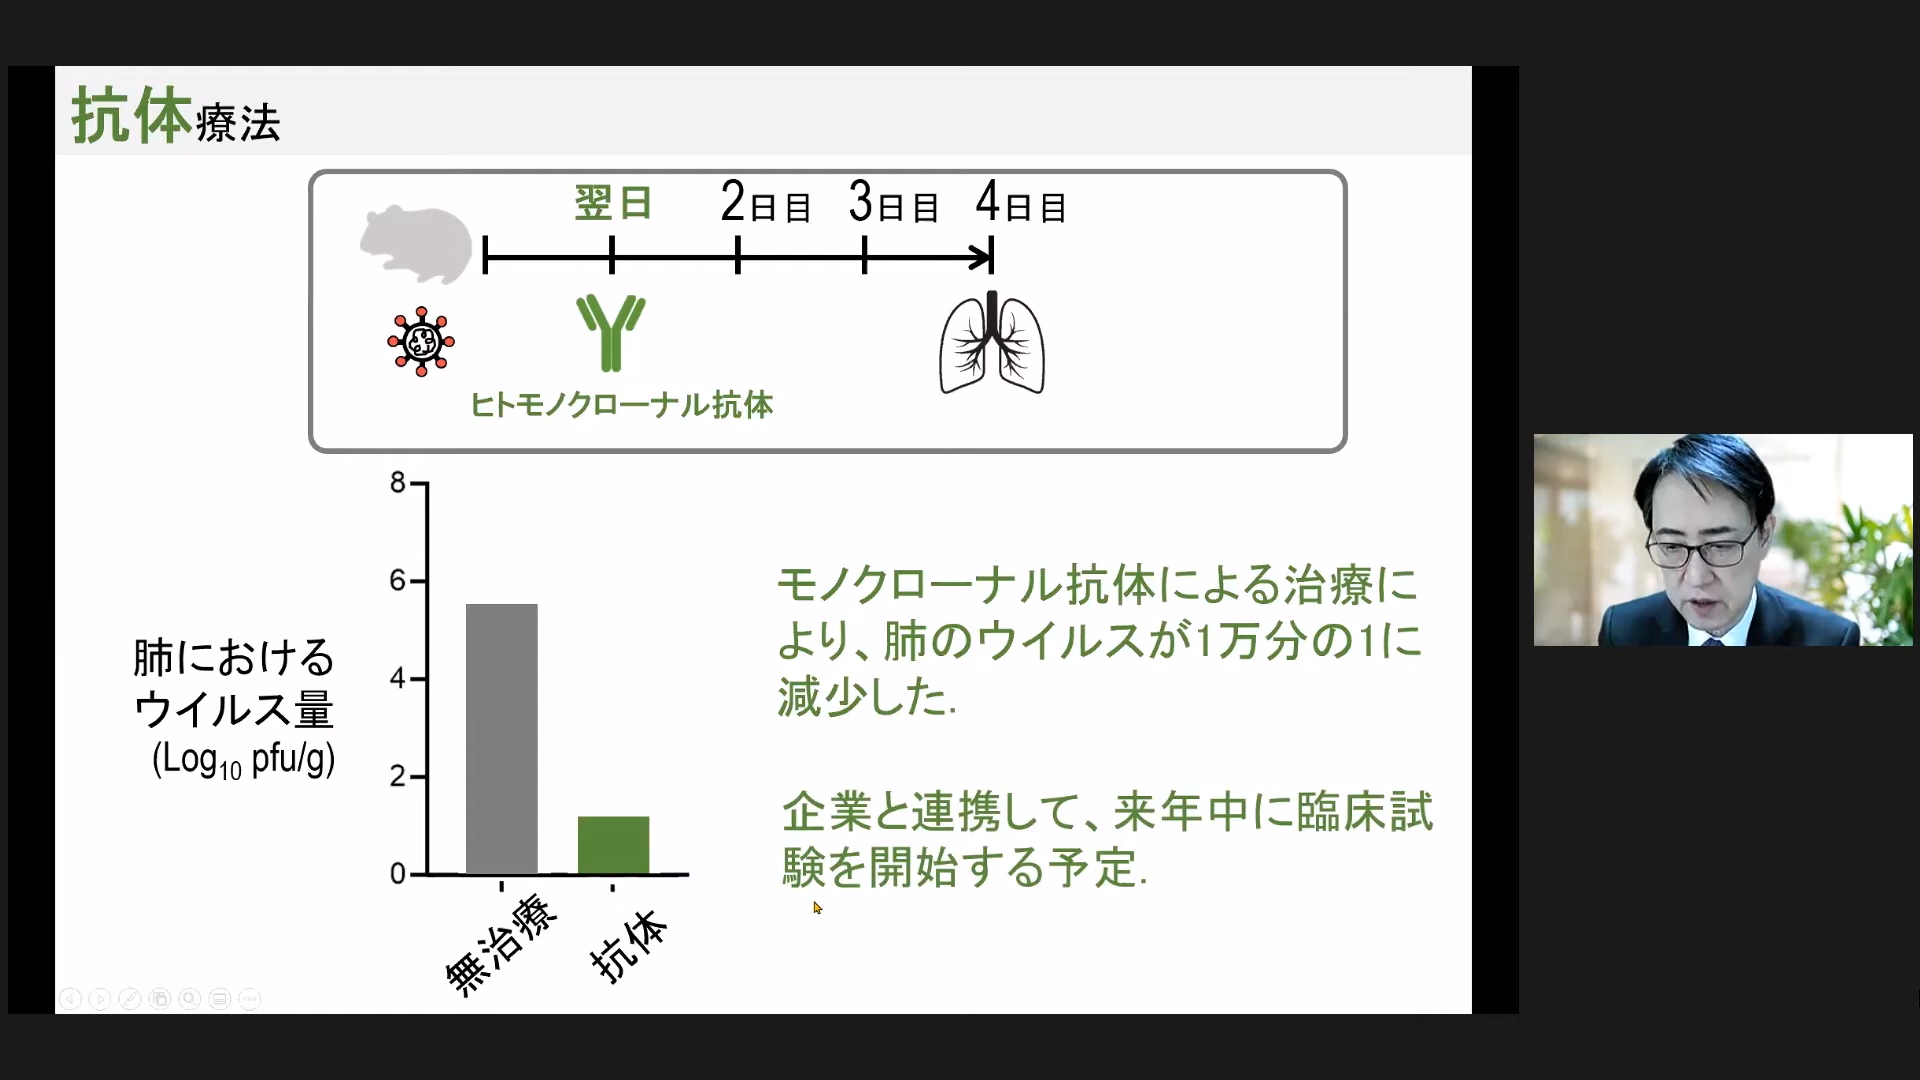 抗体療法
翌日 2日目 3日目 4日目
ヒトモノクローナル抗体
8
6
4
2
0
肺における
ウイルス量
(Log10 pfu/g)
無治療
抗体
モノクローナル抗体による治療に
より、肺のウイルスが1万分の1に
減少した.
企業と連携して、来年中に臨床試
験を開始する予定.